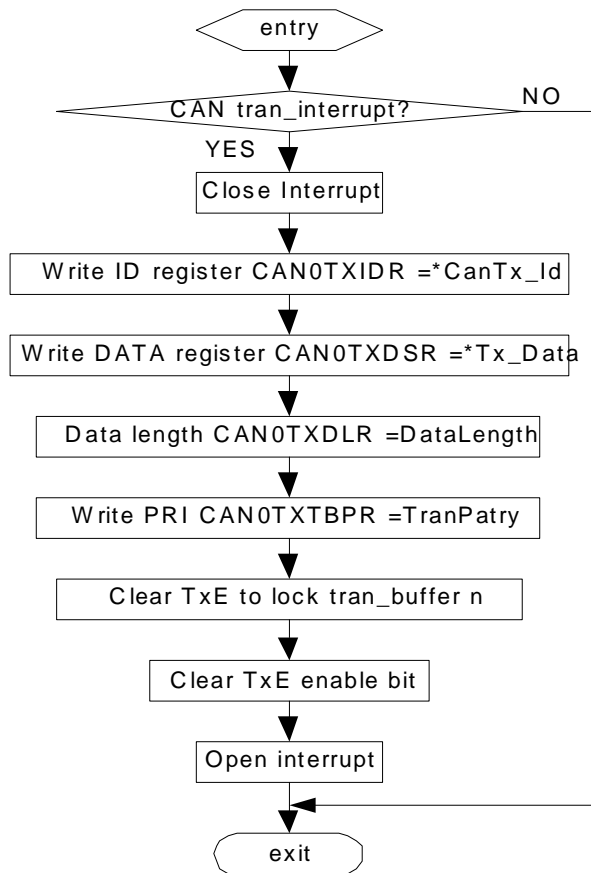 entry
CAN tran_interrupt?
NO
YES
Close Interrupt
Write ID register CAN0TXIDR =*CanTx_Id
Write DATA register CAN0TXDSR =*Tx_Data
Data length CAN0TXDLR =DataLength
Write PRI CAN0TXTBPR =TranPatry
Clear TxE to lock tran_buffer n
Clear TxE enable bit
Open interrupt
exit